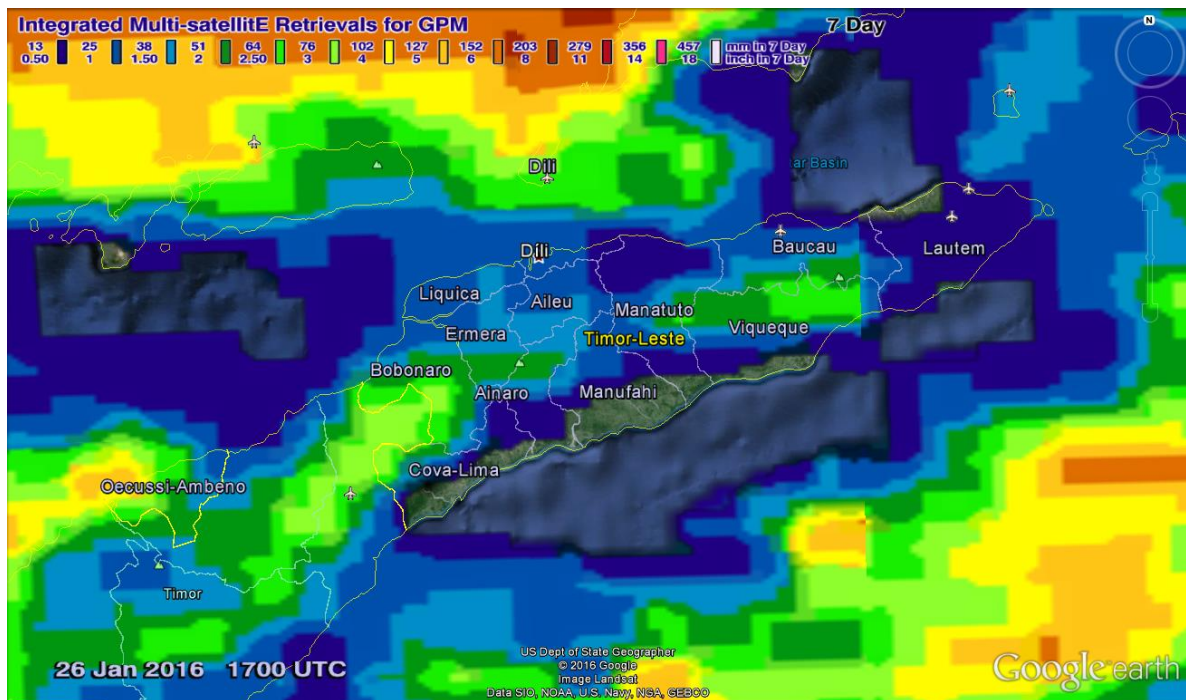 Integrated Multi-satellitE Retrievals for GPM
7 Day
N
13 25 38 51 64 76 102 127 152 203 279 356 457 mm in 7 Day
0.50 1 1.50 2 2.50 3 4 5 6 8 11 14 18 inch in 7 Day
ar Basin
Dili
Baucau
Lautem
Díli
Liquica
Aileu
Manatuto
Viqueque
Ermera
Timor-Leste
Bobonaro
Ainaro
Manufahi
Cova-Lima
Oecussi-Ambeno
Timor
26 Jan 2016 1700 UTC
US Dept of State Geographer
© 2016 Google
Image Landsat
Data SIO, NOAA, U.S. Navy, NGA, GEBCO
Google earth